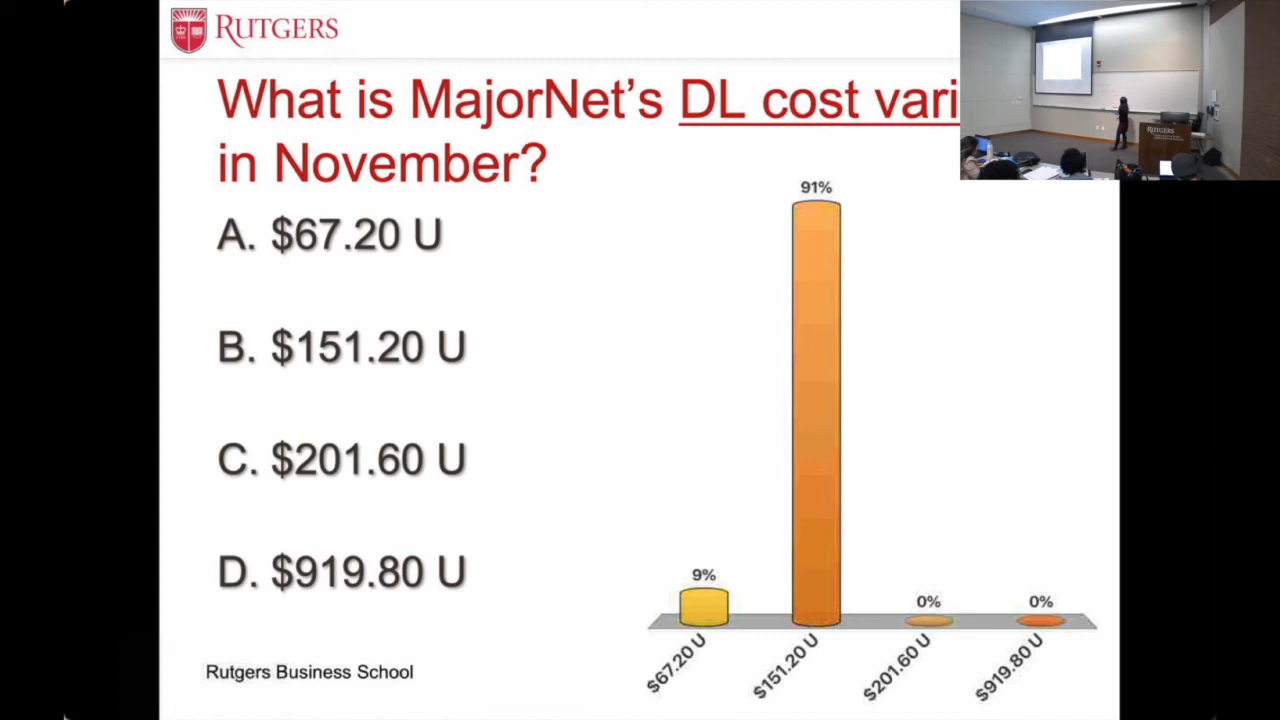 RUTGERS
What is MajorNet's DL cost vari
in November?
A. $67.20 U
B. $151.20 U
C. $201.60 U
D. $919.80 U
91%
9%
0%
0%
$67.20 U
$151.20 U
$201.60 U
$919.80 U
Rutgers Business School
RUTGERS